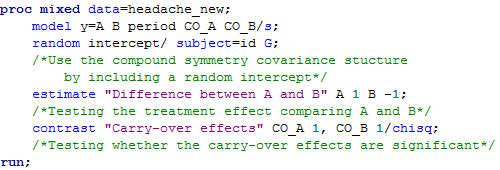 proc mixed data=headache_new;
model y=A B period CO_A CO_B/s;
random intercept/ subject=id G;
/*Use the compound symmetry covariance stucture
by including a random intercept*/
estimate "Difference between A and B" A 1 B -1;
/*Testing the treatment effect comparing A and B*/
contrast "Carry-over effects" CO_A 1, CO_B 1/chisq;
/*Testing whether the carry-over effects are significant*/
run;